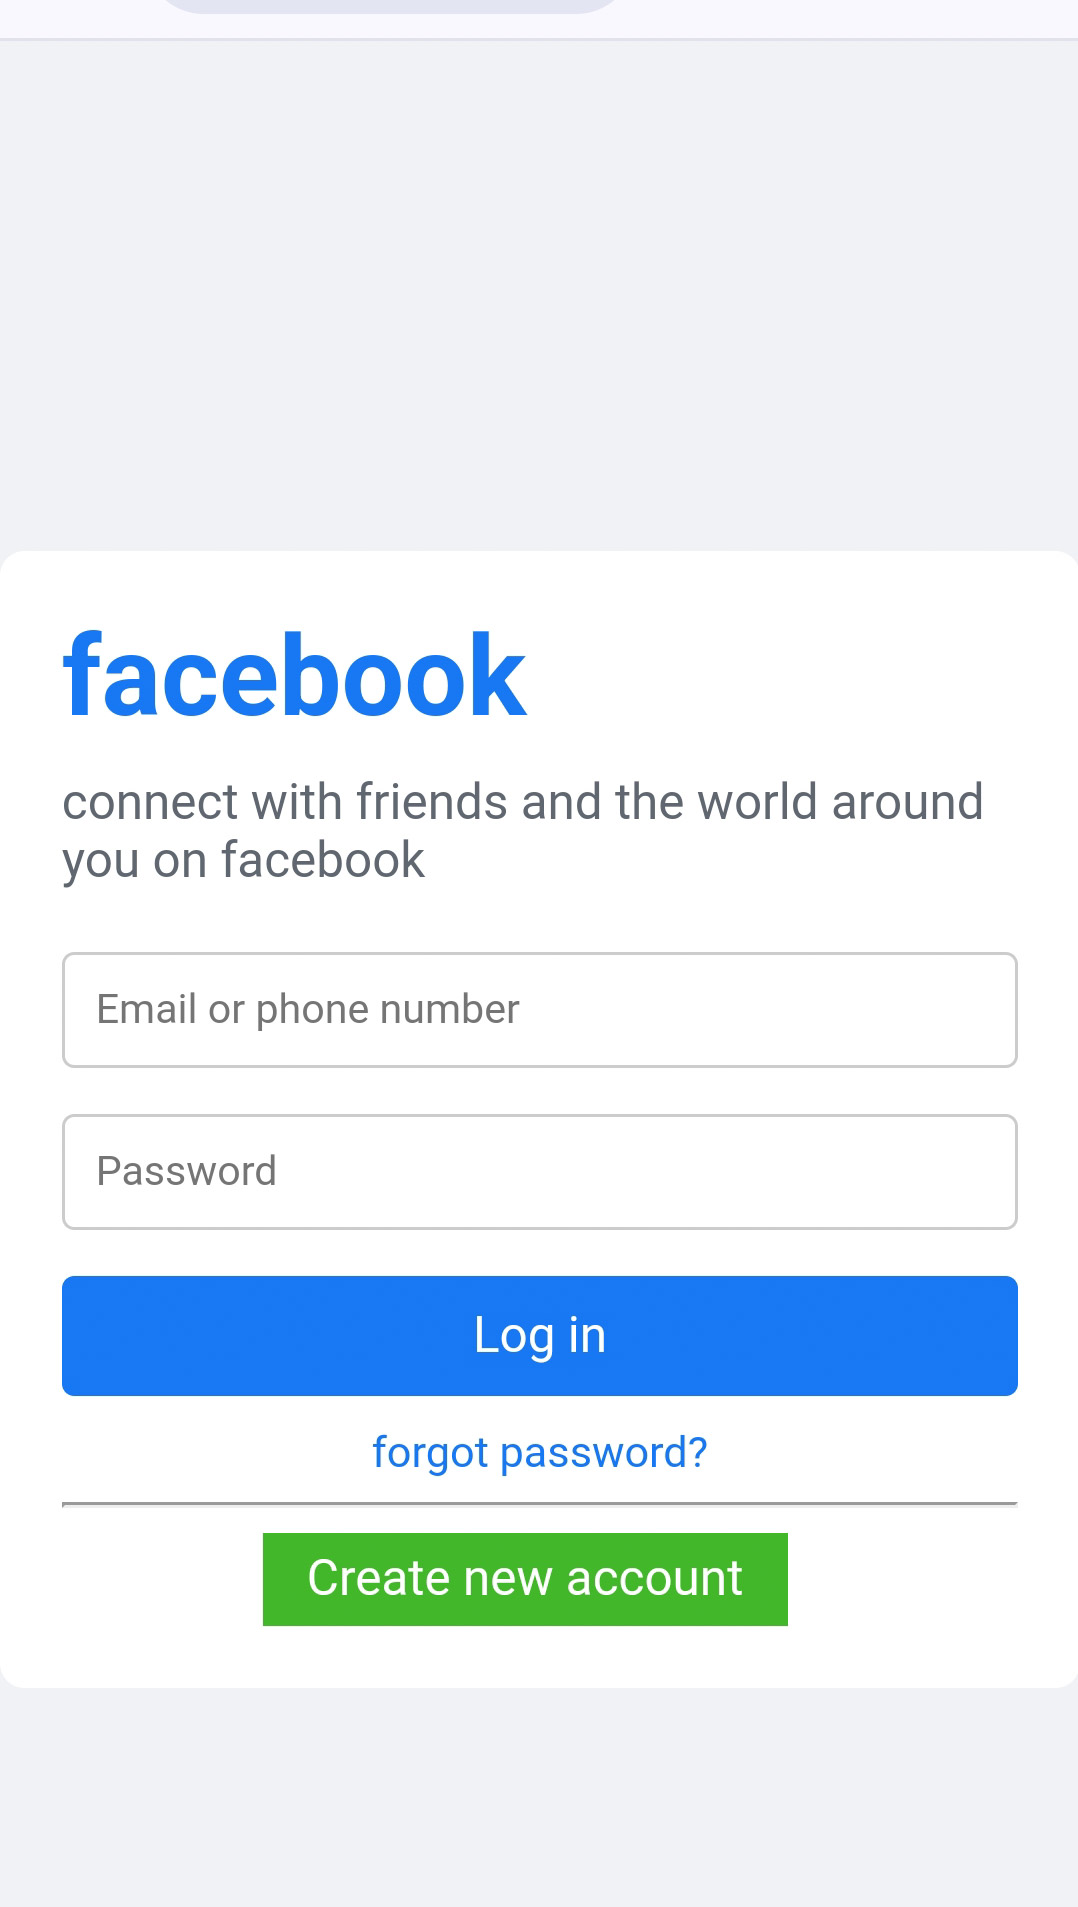 facebook
connect with friends and the world around
you on facebook
Email or phone number
Password
Log in
forgot password?
Create new account